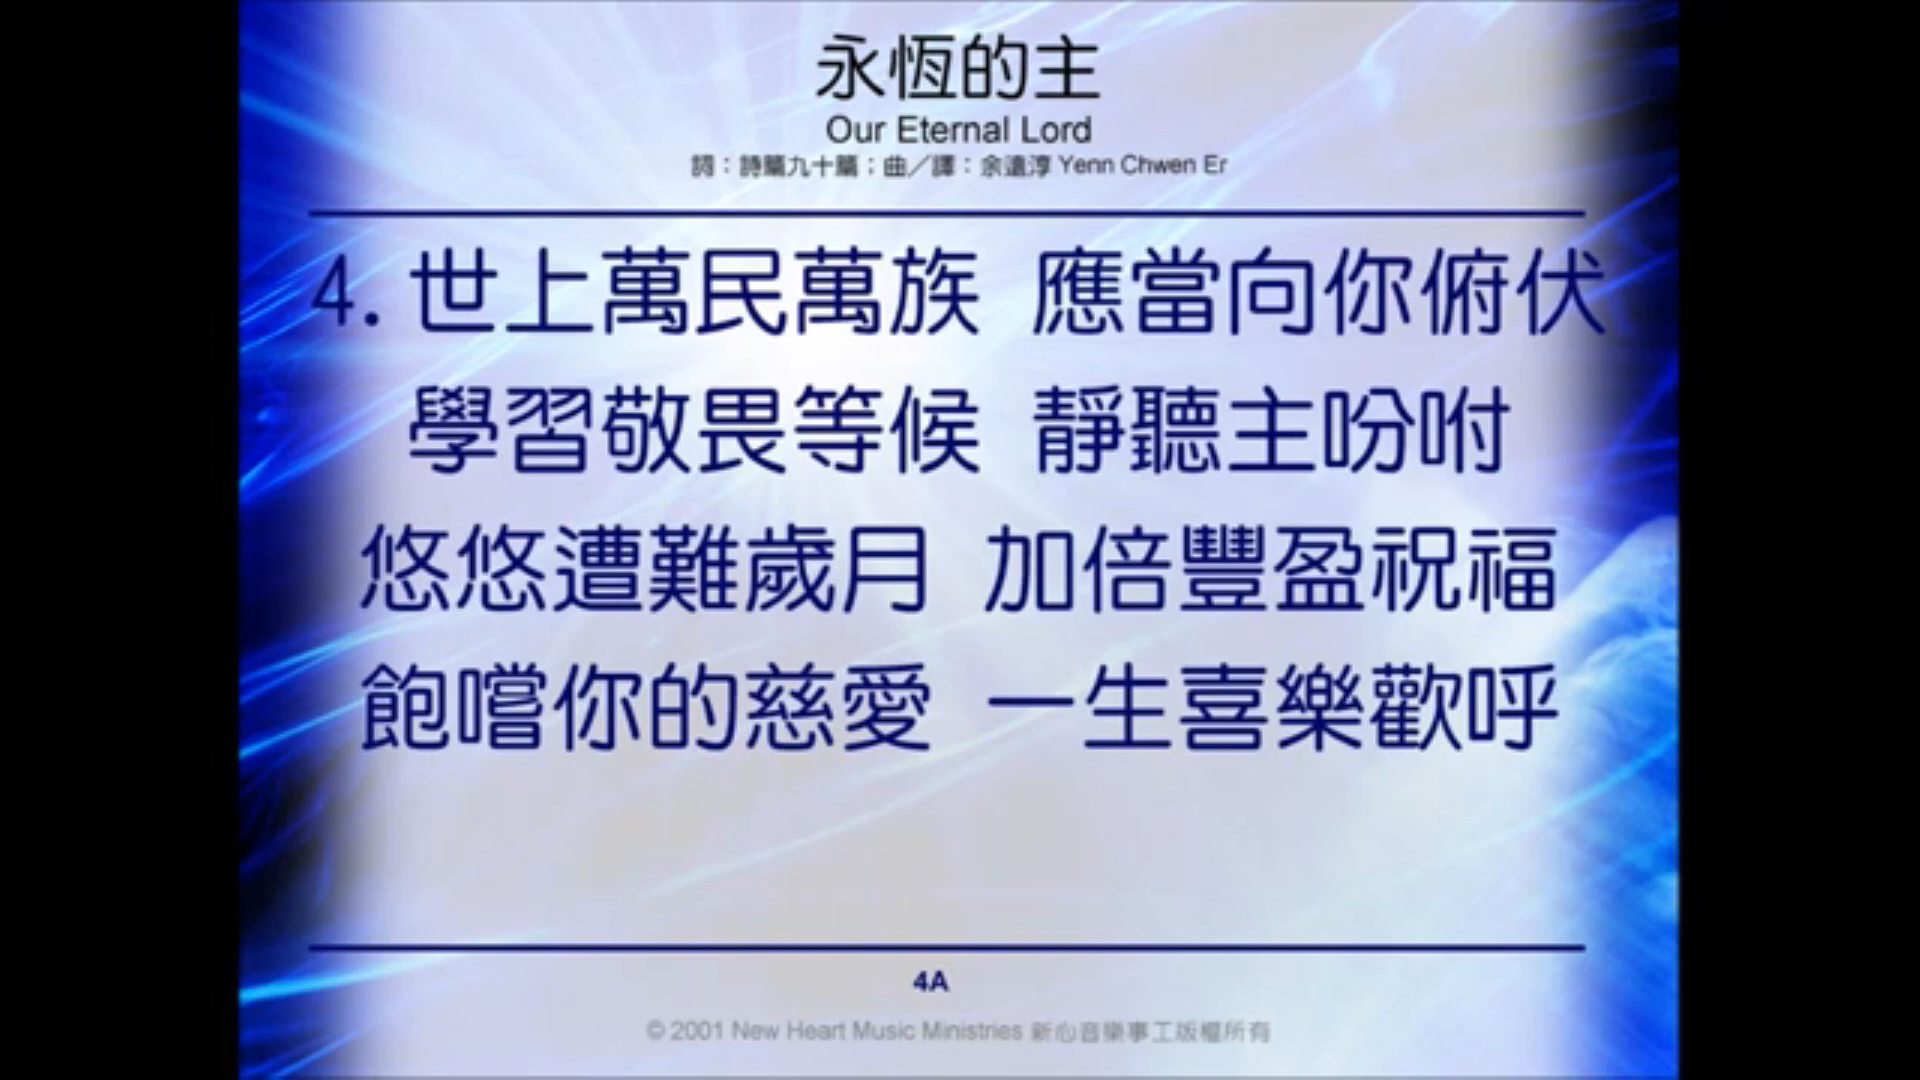 永恆的主
Our Eternal Lord
詞：詩篇九十篇；曲／譯：余遠淳 Yenn Chwen Er
4. 世上萬民萬族 應當向你俯伏
學習敬畏等候 靜聽主吩咐
悠悠遭難歲月 加倍豐盈祝福
飽嚐你的慈愛 一生喜樂歡呼
4A
© 2001 New Heart Music Ministries 新心音樂事工版權所有